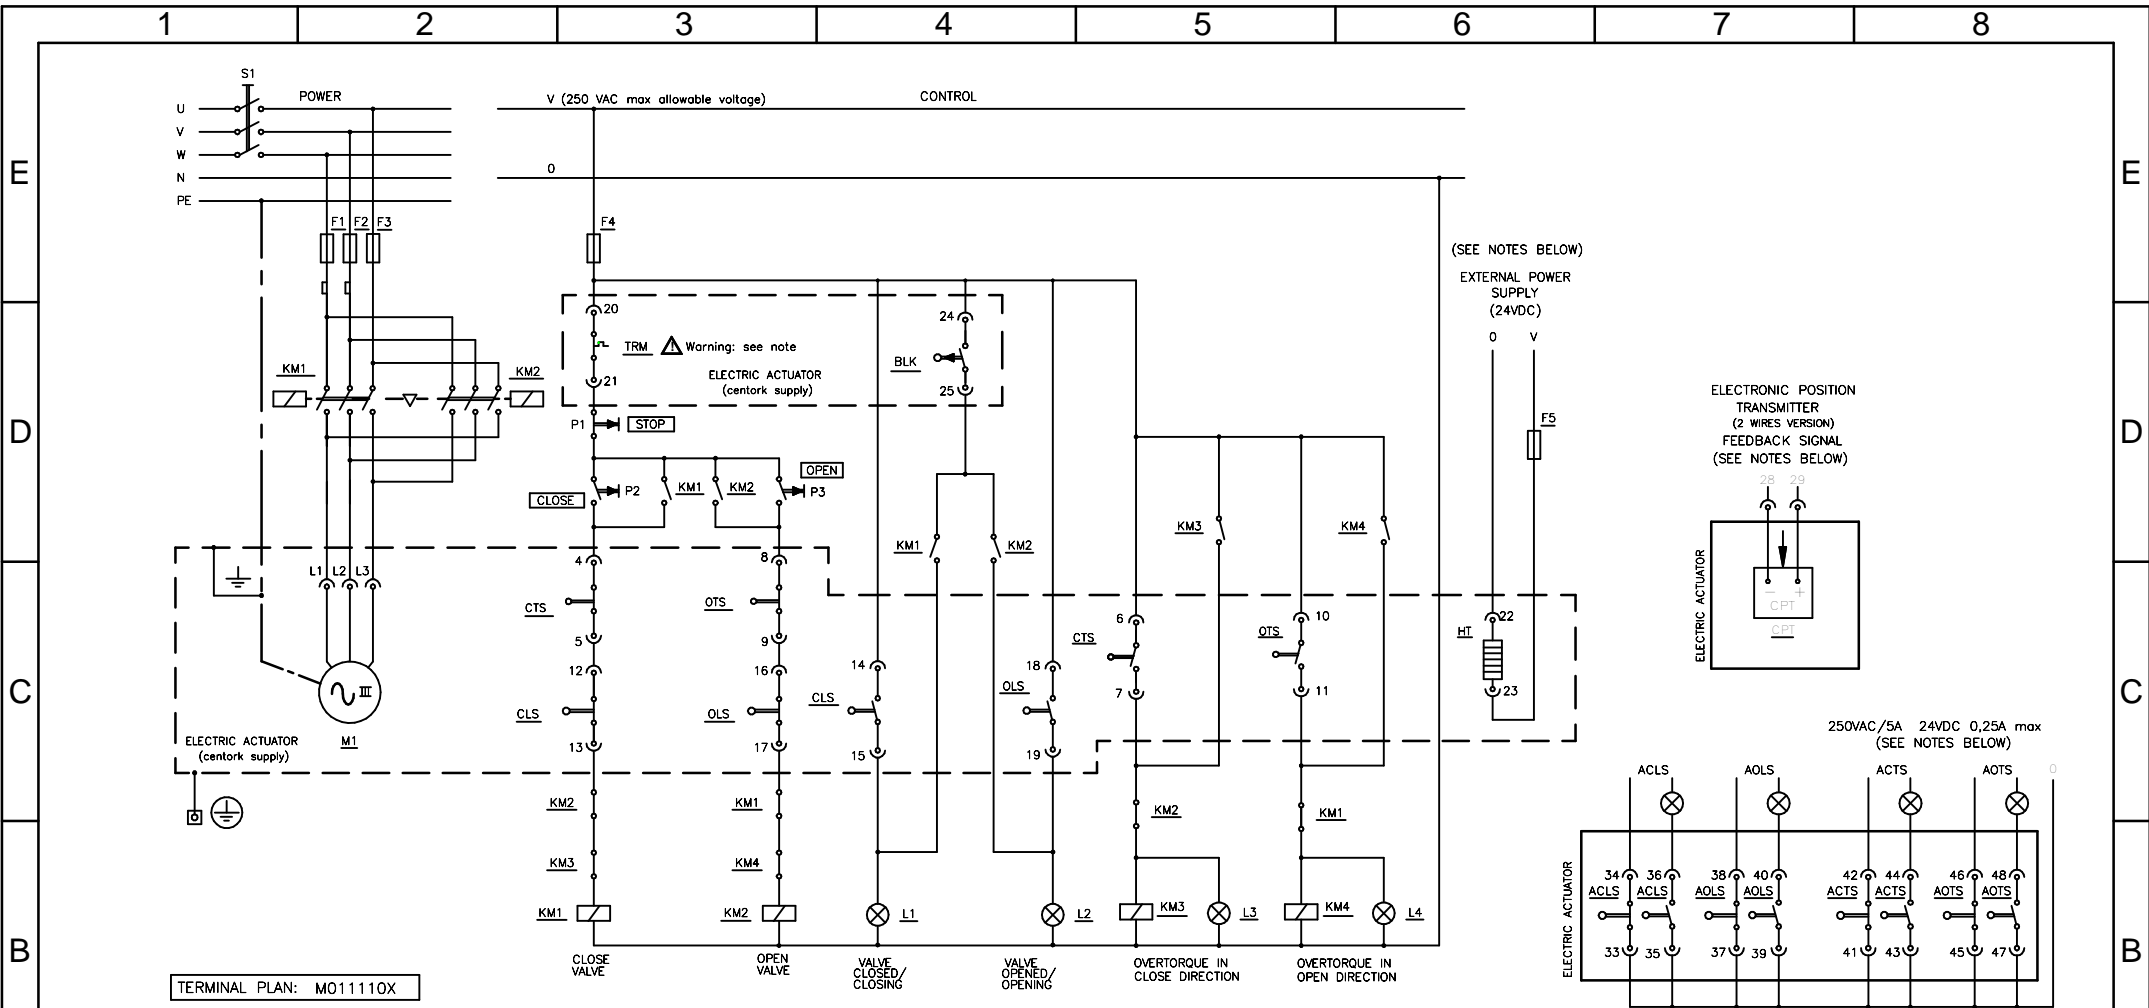 1 2 3 4 5 6 7 8
S1
POWER
V (250 VAC max allowable voltage)
CONTROL
U
V
W
E
N
0
E
PE
F1 F2 F3
F4
(SEE NOTES BELOW)
EXTERNAL POWER
SUPPLY
(24VDC)
0 V
20
24
TRM
Warning: see note
BLK
ELECTRIC ACTUATOR
(centork supply)
21
25
KM1
KM2
ELECTRONIC POSITION
TRANSMITTER
(2 WIRES VERSION)
FEEDBACK SIGNAL
(SEE NOTES BELOW)
D
P1
STOP
F5
D
OPEN
28 29
P2
KM1
KM2
P3
CLOSE
KM3
KM4
KM1
KM2
4
8
L1 L2 L3
ELECTRIC ACTUATOR
- +
CPT
CPT
CTS
OTS
6
10
22
CTS
OTS
HT
5
9
12
16
14
18
7
11
23
C
CLS
OLS
CLS
OLS
C
III
M1
ELECTRIC ACTUATOR
(centork supply)
13
17
15
19
250VAC/5A 24VDC 0,25A max
(SEE NOTES BELOW)
ACLS
AOLS
ACTS
AOTS
0
KM2
KM1
KM2
KM1
KM3
KM4
34 36 38 40 42 44 46 48
ACLS ACLS AOLS AOLS ACTS ACTS AOTS AOTS
ELECTRIC ACTUATOR
KM1
KM2
L1
L2
KM3
L3
KM4
L4
33 35 37 39 41 43 45 47
B
B
CLOSE
VALVE
OPEN
VALVE
VALVE
CLOSED/
CLOSING
VALVE
OPENED/
OPENING
OVERTORQUE IN
CLOSE DIRECTION
OVERTORQUE IN
OPEN DIRECTION
TERMINAL PLAN: M011110X